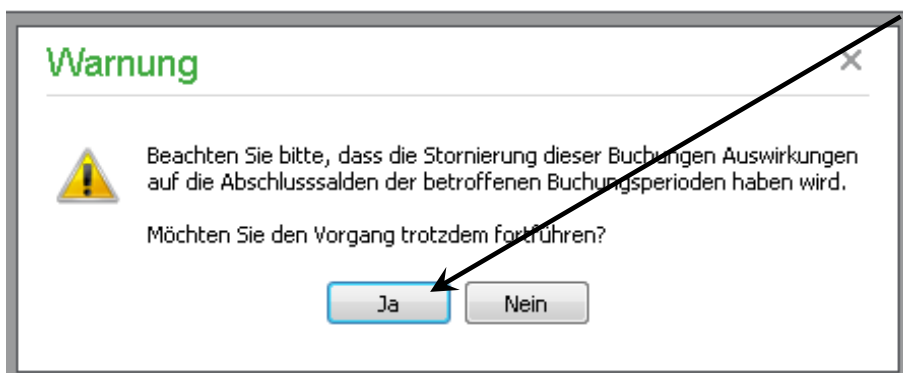 Warnung
Beachten Sie bitte, dass die Stornierung dieser Buchungen Auswirkungen
auf die Abschlusssalden der betroffenen Buchungsperioden haben wird.
Möchten Sie den Vorgang trotzdem fortführen?
Ja Nein